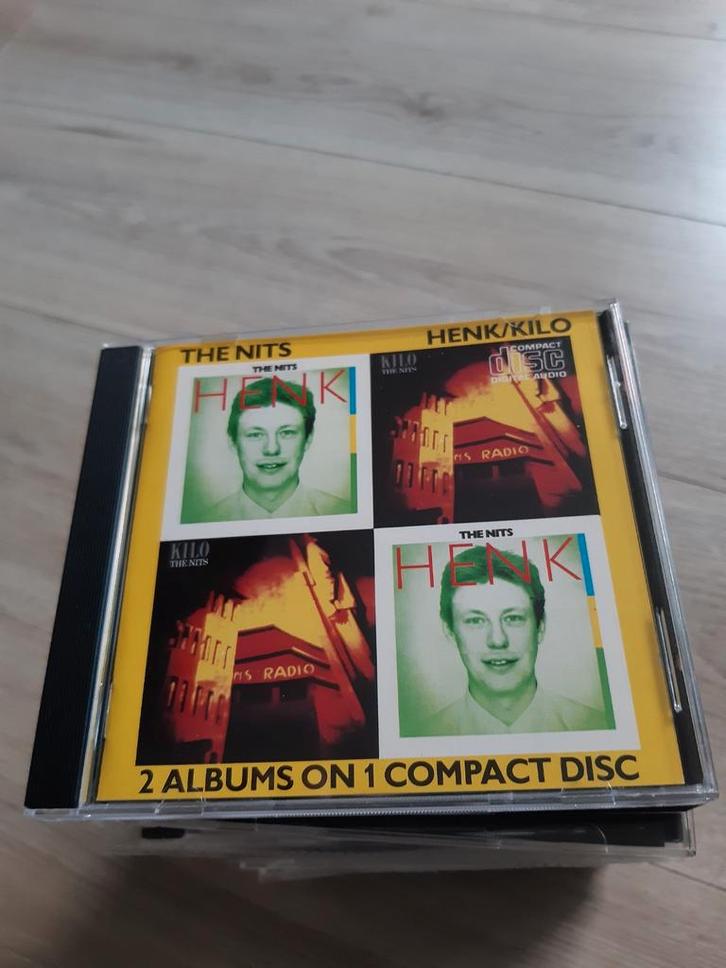 THE NITS
HENK/KILO
THE NITS
HENK
KILO
THE NITS
COMPACT
disc
DIGITAL AUDIO
RADIO
KILO
THE NITS
RADIO
THE NITS
HENK
2 ALBUMS ON 1 COMPACT DISC